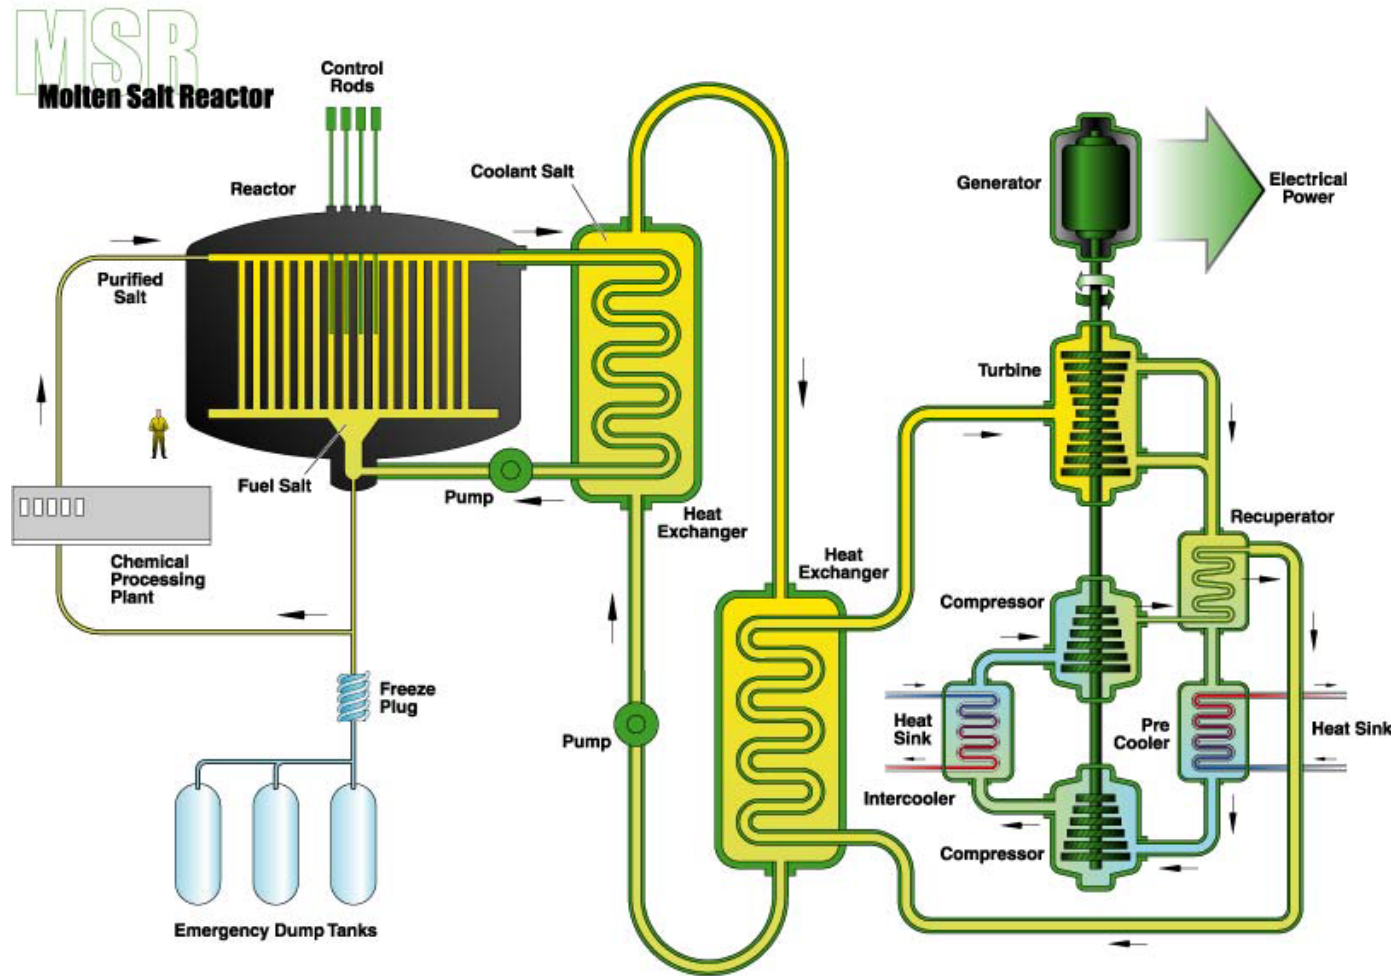 MSR
Molten Salt Reactor
Control
Rods
Reactor
Coolant Salt
Generator
Electrical
Power
Purified
Salt
Turbine
Fuel Salt
Pump
Heat
Exchanger
Recuperator
Chemical
Processing
Plant
Heat
Exchanger
Compressor
Freeze
Plug
Pump
Heat
Sink
Pre
Cooler
Heat Sink
Intercooler
Compressor
Emergency Dump Tanks